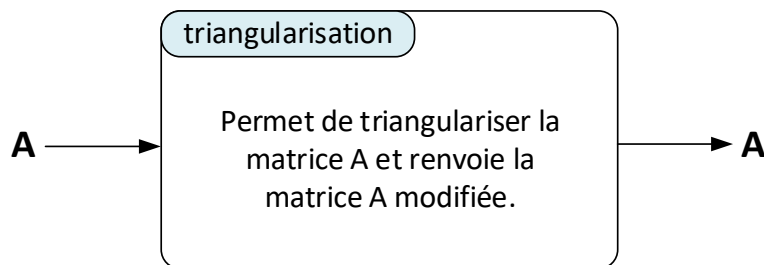 triangularisation
Permet de triangulariser la
A
matrice A et renvoie la
A
matrice A modifiée.